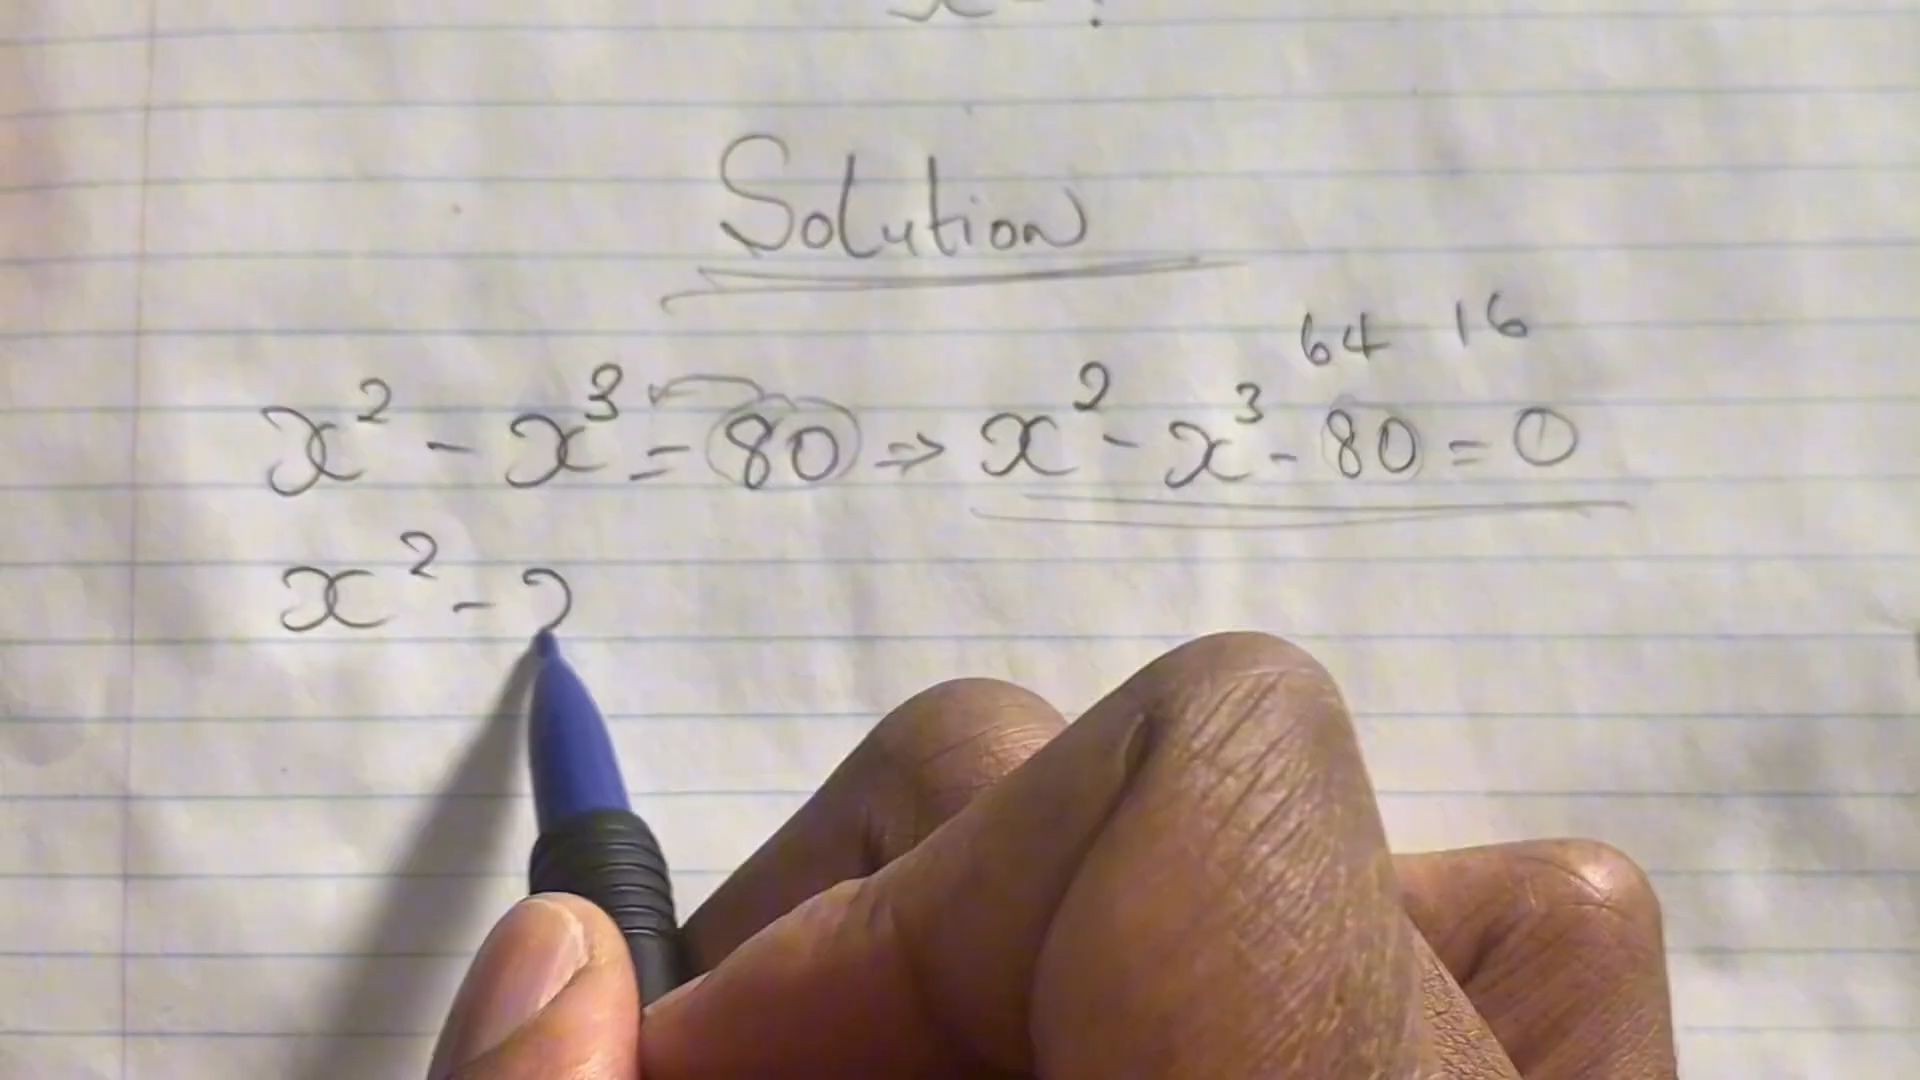 Solution
64 16
x² - x³ = 80 ⇒ x² - x³ - 80 = 0
x² -